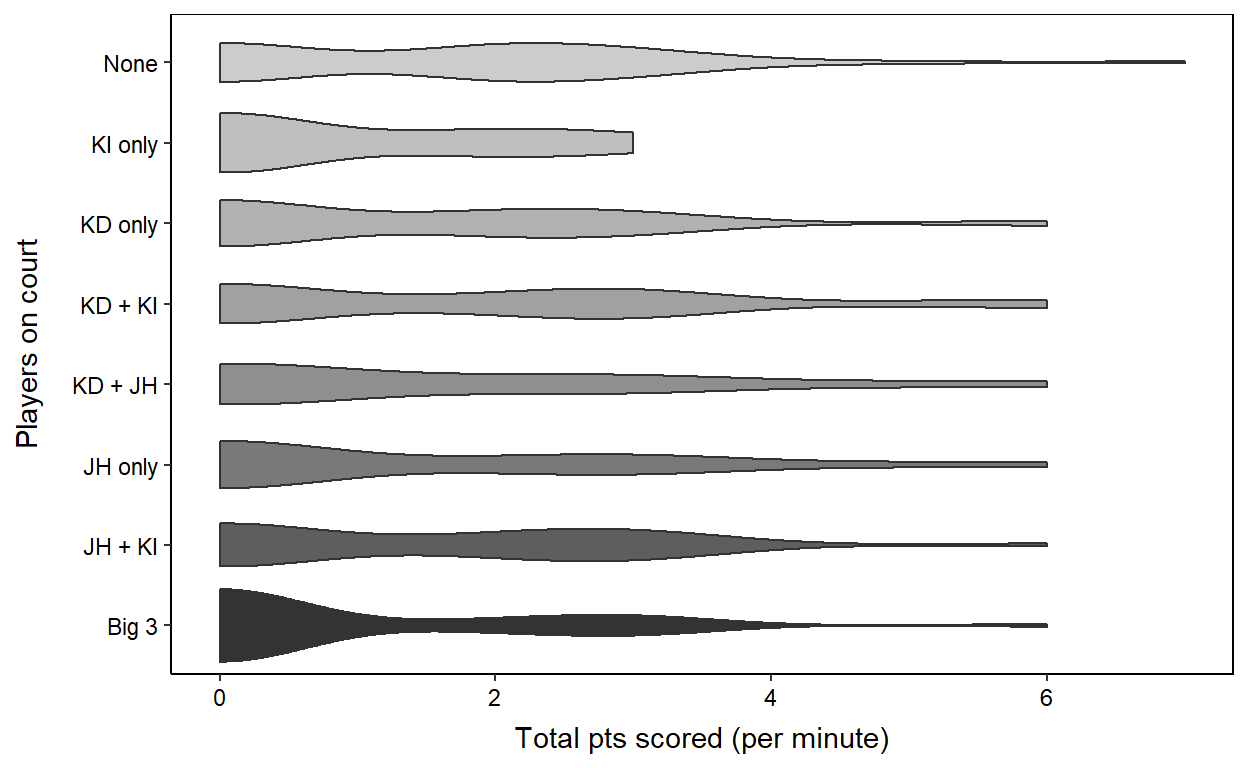 None
KI only
KD only
KD + KI
KD + JH
JH only
JH + KI
Big 3
Players on court
0 2 4 6
Total pts scored (per minute)